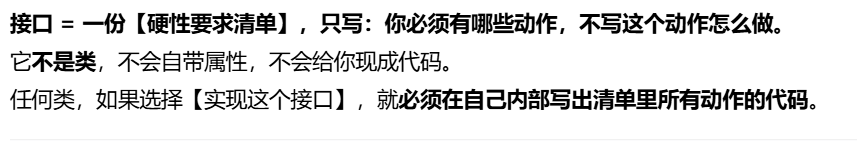 接口 = 一份【硬性要求清单】，只写：你必须有哪些动作，不写这个动作怎么做。
它不是类，不会自带属性，不会给你现成代码。
任何类，如果选择【实现这个接口】，就必须在自己内部写出清单里所有动作的代码。